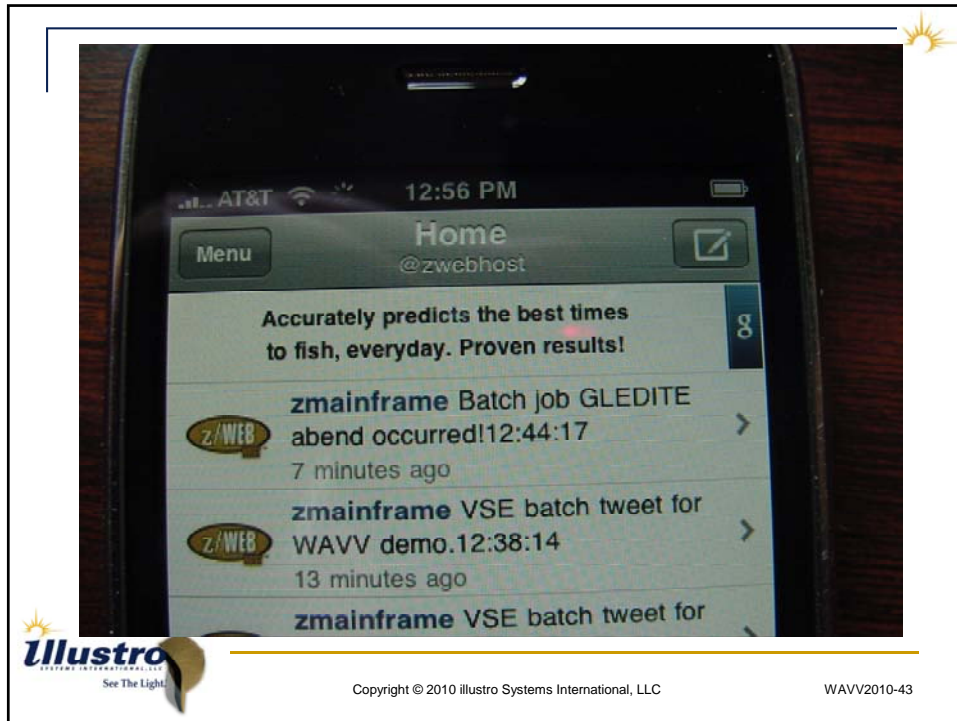 AT&T 12:56 PM
Menu
Home
@zwebhost
Accurately predicts the best times
to fish, everyday. Proven results!
g
zmainframe Batch job GLEDITE
abend occurred!12:44:17
7 minutes ago
z/WEB
zmainframe VSE batch tweet for
WAVV demo.12:38:14
13 minutes ago
z/WEB
zmainframe VSE batch tweet for
illustro
SYSTEMS INTERNATIONAL, LLC
See The Light!
Copyright © 2010 illustro Systems International, LLC
WAVV2010-43